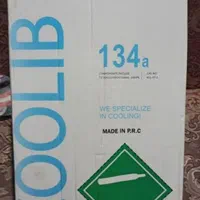 OOLIB
134a
WE SPECIALIZE
IN COOLING!
MADE IN P.R.C